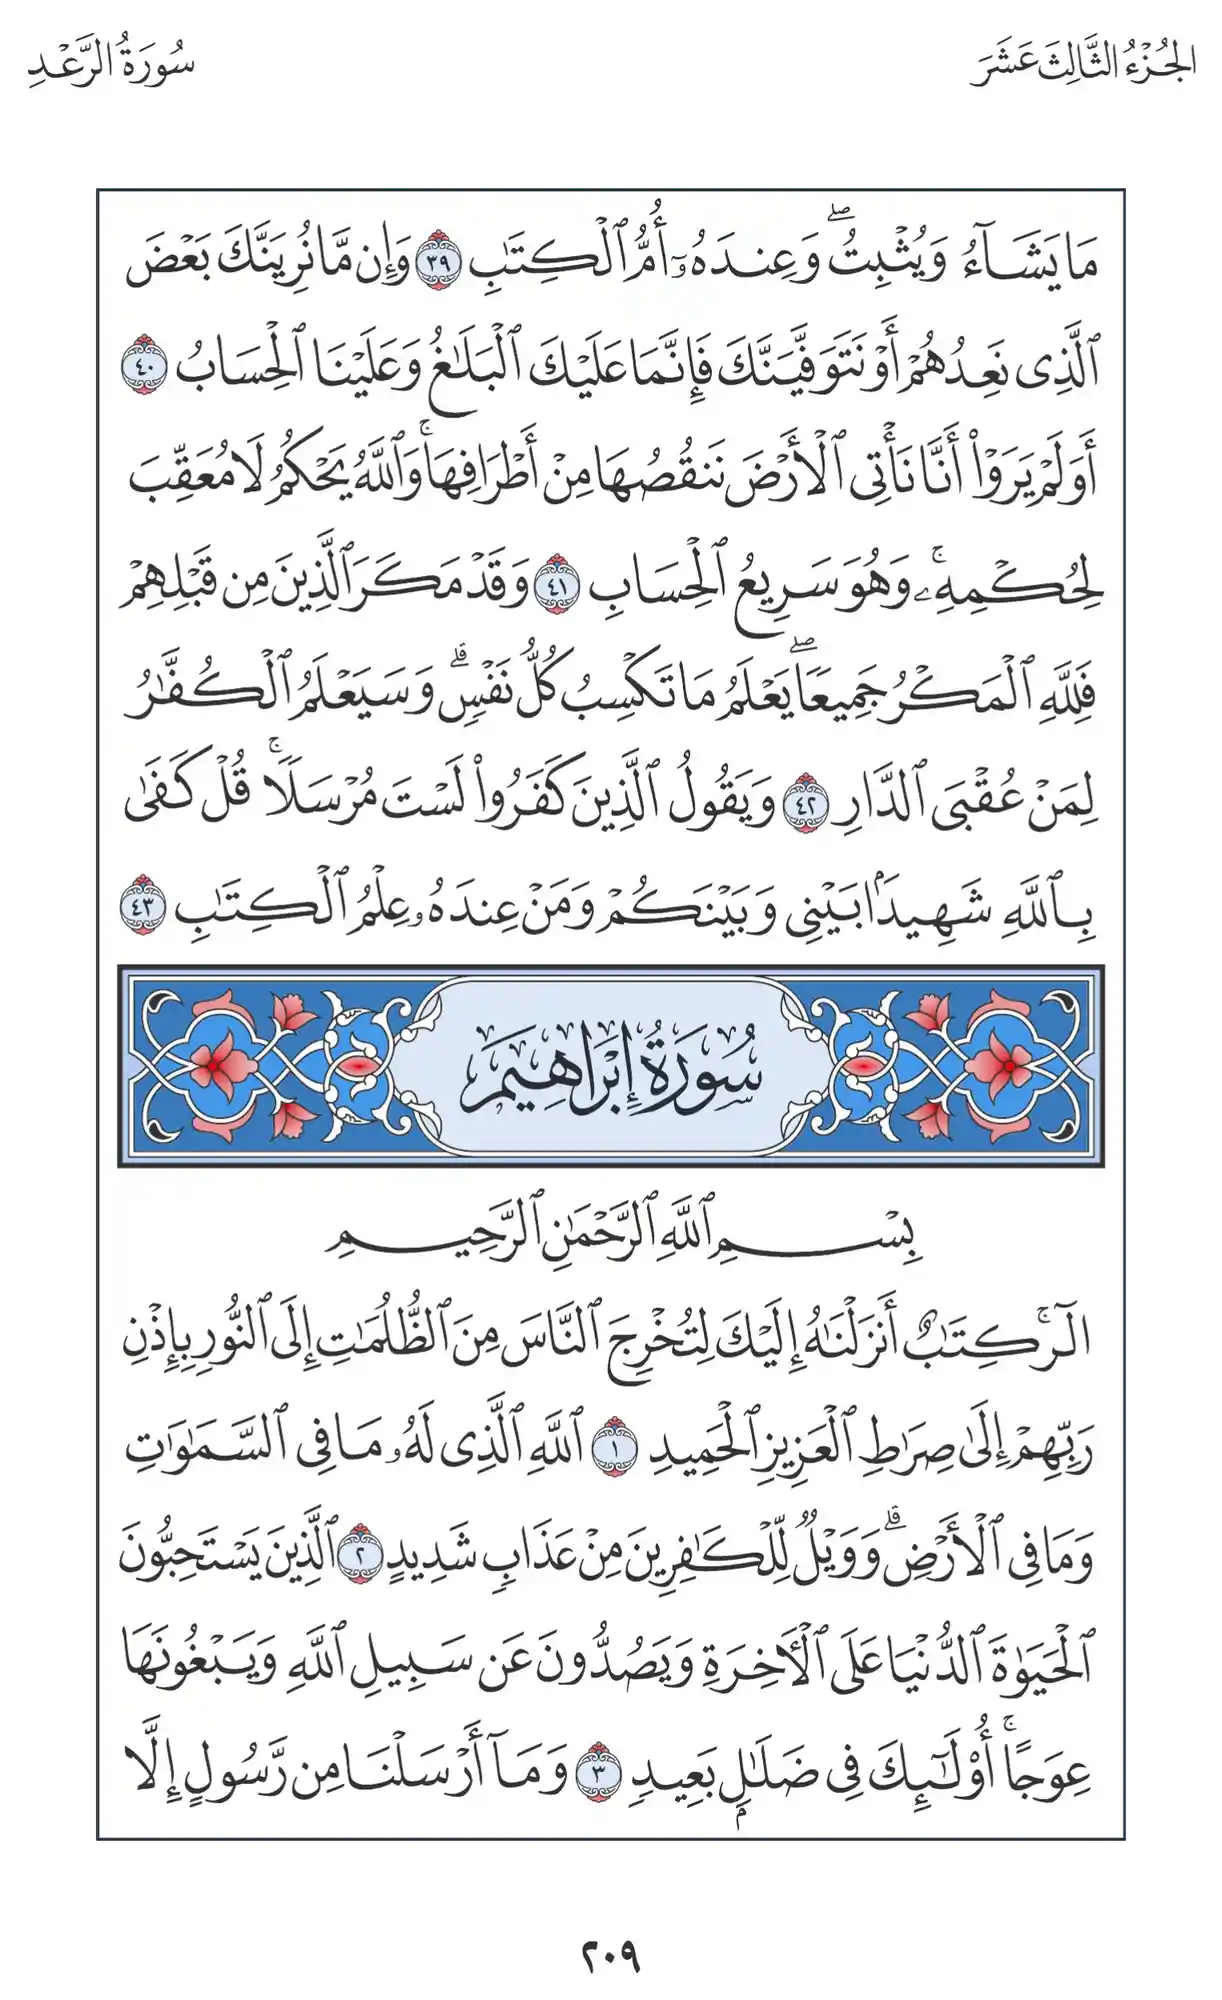 الجُزْءُ الثَّالِثَ عَشَرَ
سُورَةُ الرَّعْدِ
مَا يَشَآءُ وَيُثْبِتُۖ وَعِندَهُۥٓ أُمُّ ٱلْكِتَٰبِ ٣٩ وَإِن مَّا نُرِيَنَّكَ بَعْضَ
ٱلَّذِى نَعِدُهُمْ أَوْ نَتَوَفَّيَنَّكَ فَإِنَّمَا عَلَيْكَ ٱلْبَلَٰغُ وَعَلَيْنَا ٱلْحِسَابُ ٤٠
أَوَلَمْ يَرَوْا۟ أَنَّا نَأْتِى ٱلْأَرْضَ نَنقُصُهَا مِنْ أَطْرَافِهَاۚ وَٱللَّهُ يَحْكُمُ لَا مُعَقِّبَ
لِحُكْمِهِۦۚ وَهُوَ سَرِيعُ ٱلْحِسَابِ ٤١ وَقَدْ مَكَرَ ٱلَّذِينَ مِن قَبْلِهِمْ
فَلِلَّهِ ٱلْمَكْرُ جَمِيعًاۖ يَعْلَمُ مَا تَكْسِبُ كُلُّ نَفْسٍۗ وَسَيَعْلَمُ ٱلْكُفَّٰرُ
لِمَنْ عُقْبَى ٱلدَّارِ ٤٢ وَيَقُولُ ٱلَّذِينَ كَفَرُوا۟ لَسْتَ مُرْسَلًاۚ قُلْ كَفَىٰ
بِٱللَّهِ شَهِيدًۢا بَيْنِى وَبَيْنَكُمْ وَمَنْ عِندَهُۥ عِلْمُ ٱلْكِتَٰبِ ٤٣
سُورَةُ إِبْرَاهِيمَ
بِسْمِ ٱللَّهِ ٱلرَّحْمَٰنِ ٱلرَّحِيمِ
الٓرۚ كِتَٰبٌ أَنزَلْنَٰهُ إِلَيْكَ لِتُخْرِجَ ٱلنَّاسَ مِنَ ٱلظُّلُمَٰتِ إِلَى ٱلنُّورِ بِإِذْنِ
رَبِّهِمْ إِلَىٰ صِرَٰطِ ٱلْعَزِيزِ ٱلْحَمِيدِ ١ ٱللَّهِ ٱلَّذِى لَهُۥ مَا فِى ٱلسَّمَٰوَٰتِ
وَمَا فِى ٱلْأَرْضِۗ وَوَيْلٌ لِّلْكَٰفِرِينَ مِنْ عَذَابٍ شَدِيدٍ ٢ ٱلَّذِينَ يَسْتَحِبُّونَ
ٱلْحَيَوٰةَ ٱلدُّنْيَا عَلَى ٱلْءَاخِرَةِ وَيَصُدُّونَ عَن سَبِيلِ ٱللَّهِ وَيَبْغُونَهَا
عِوَجًاۚ أُو۟لَٰٓئِكَ فِى ضَلَٰلٍۭ بَعِيدٍ ٣ وَمَآ أَرْسَلْنَا مِن رَّسُولٍ إِلَّا
٢٠٩